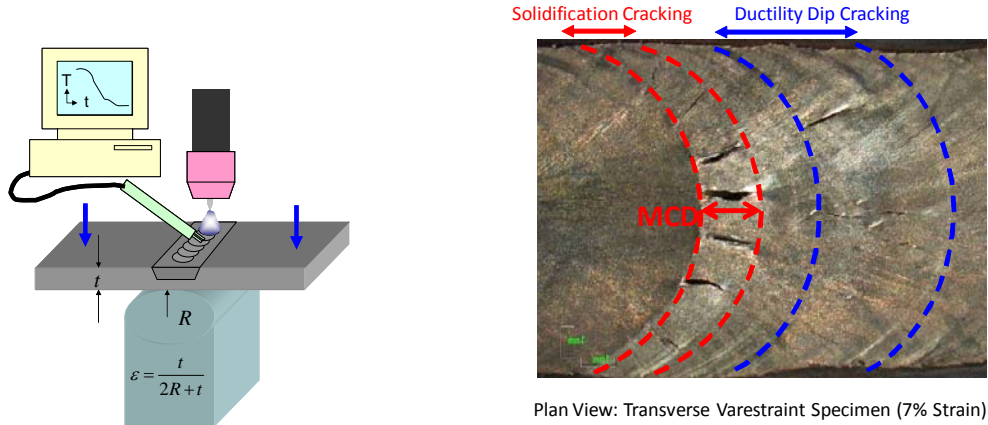 T
t
t
R
ε = t / 2R + t
Solidification Cracking
Ductility Dip Cracking
MCD
Plan View: Transverse Varestraint Specimen (7% Strain)